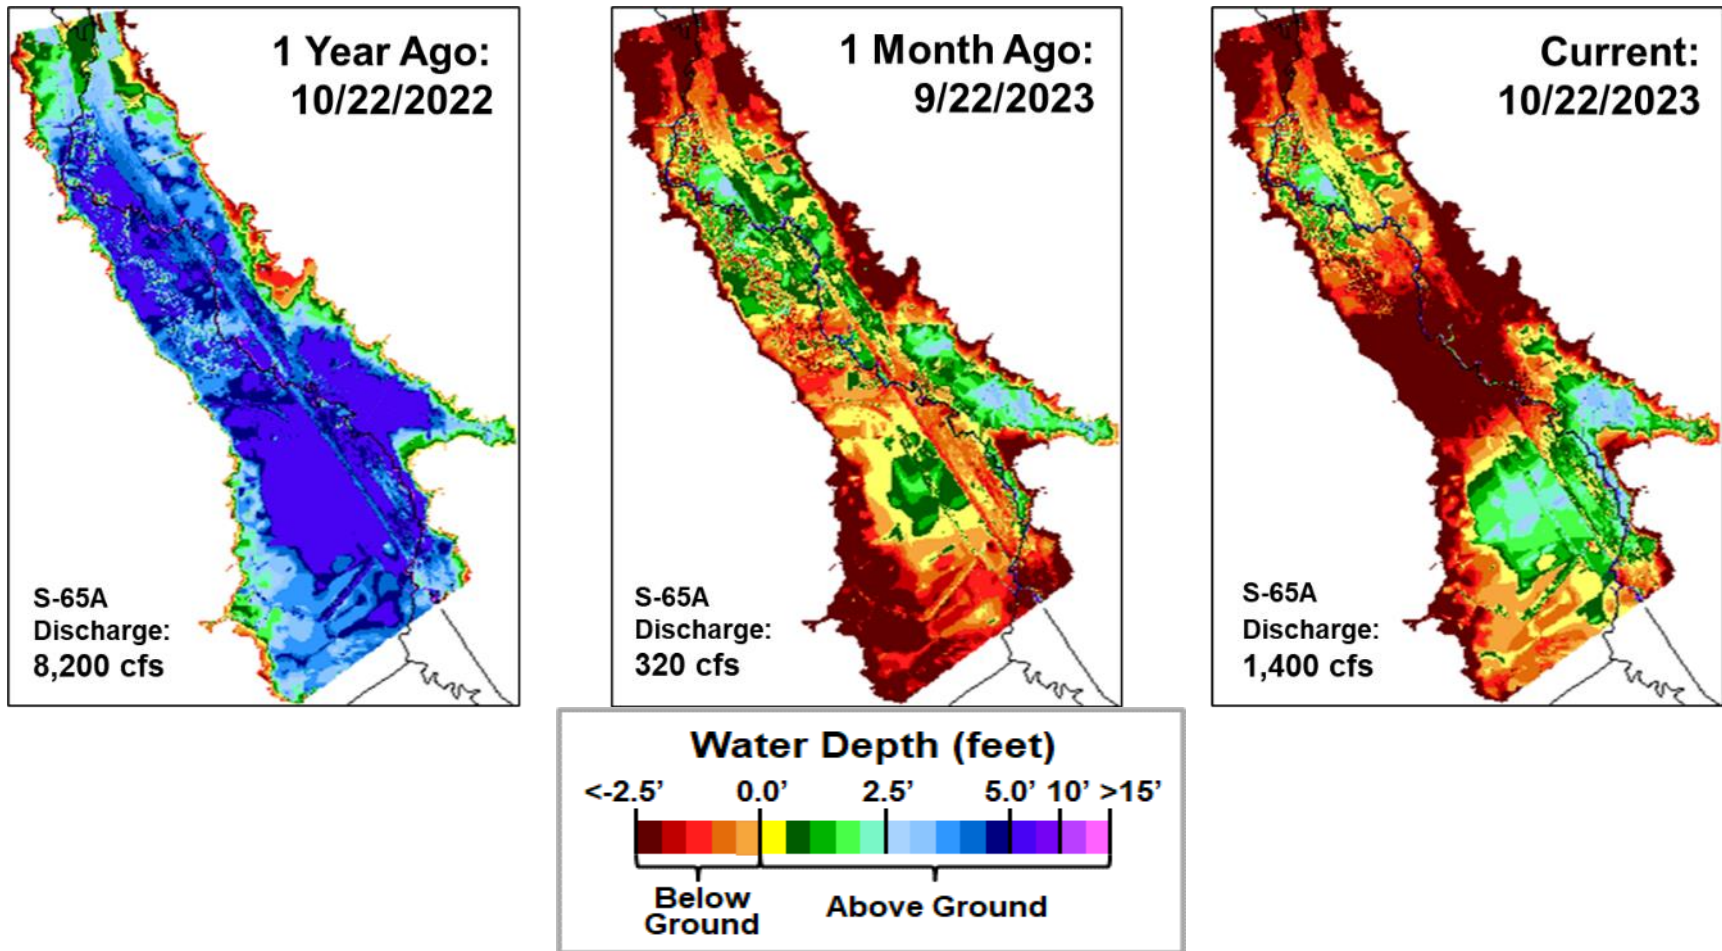 1 Year Ago:
10/22/2022
S-65A
Discharge:
8,200 cfs
1 Month Ago:
9/22/2023
S-65A
Discharge:
320 cfs
Current:
10/22/2023
S-65A
Discharge:
1,400 cfs
Water Depth (feet)
<-2.5’ 0.0’ 2.5’ 5.0’ 10’ >15’
Below
Ground
Above Ground